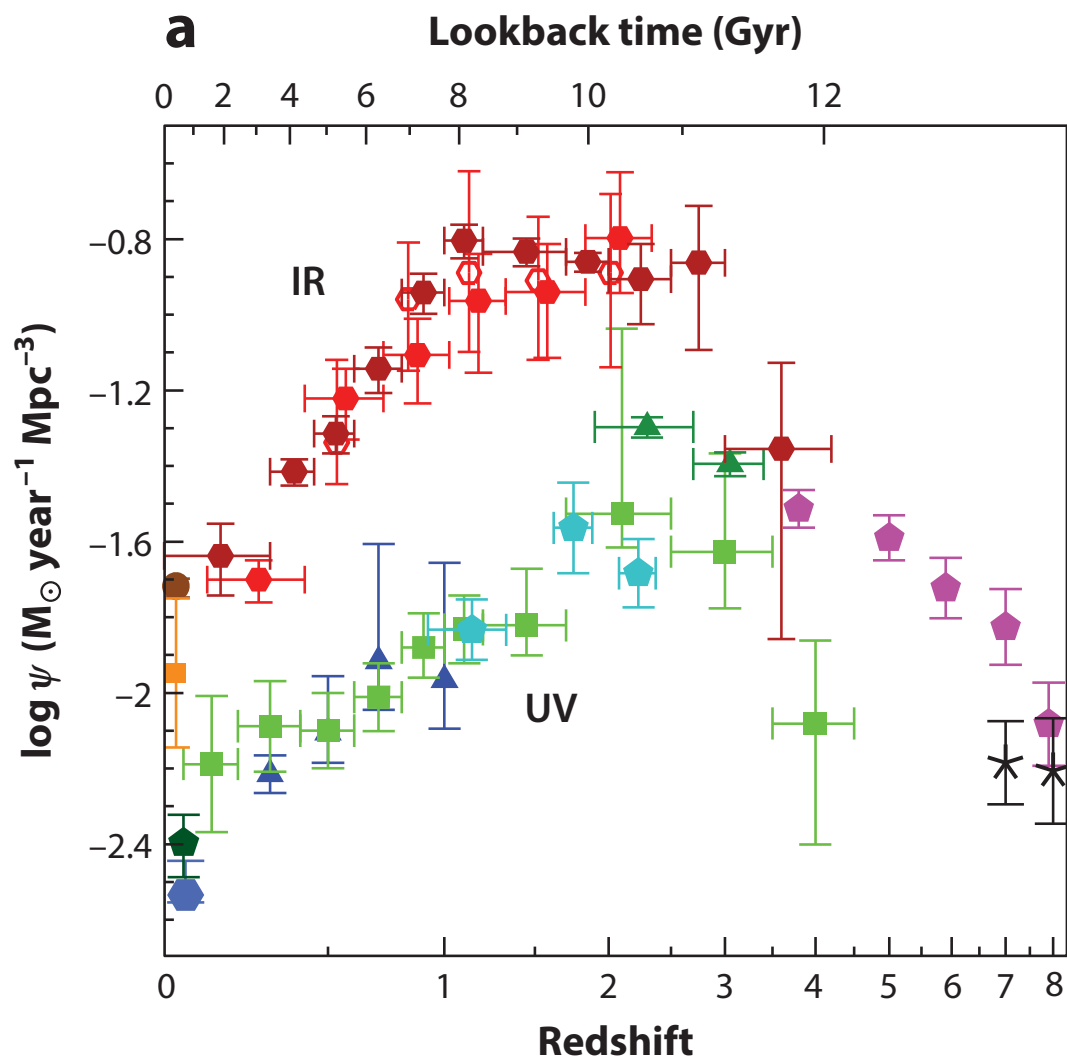 a
Lookback time (Gyr)
0 2 4 6 8 10 12
−0.8
IR
−1.2
−1.6
−2
UV
−2.4
log ψ (M☉ year⁻¹ Mpc⁻³)
0 1 2 3 4 5 6 7 8
Redshift